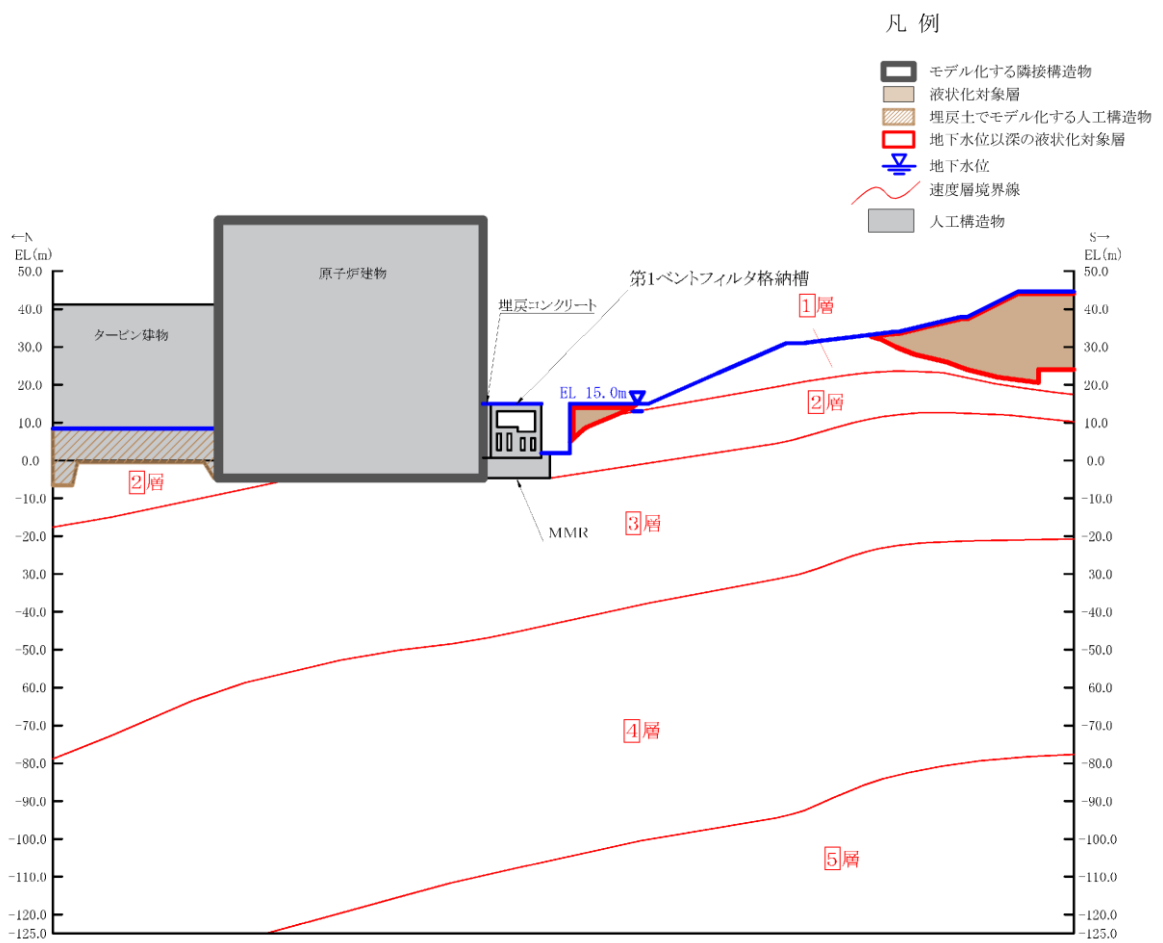 凡 例
モデル化する隣接構造物
液状化対象層
埋戻土でモデル化する人工構造物
地下水位以深の液状化対象層
地下水位
速度層境界線
人工構造物
←N
EL(m)
S→
EL(m)
50.0
40.0
30.0
20.0
10.0
0.0
-10.0
-20.0
30.0
-40.0
-50.0
60.0
-70.0
-80.0
-90.0
-100.0
-110.0
-120.0
-125.0
タービン建物
原子炉建物
埋戻コンクリート
第1ベントフィルタ格納槽
EL 15.0m
MMR
1層
2層
2層
3層
4層
5層
50.0
40.0
30.0
20.0
10.0
0.0
-10.0
-20.0
30.0
-40.0
-50.0
60.0
-70.0
-80.0
-90.0
-100.0
-110.0
-120.0
-125.0